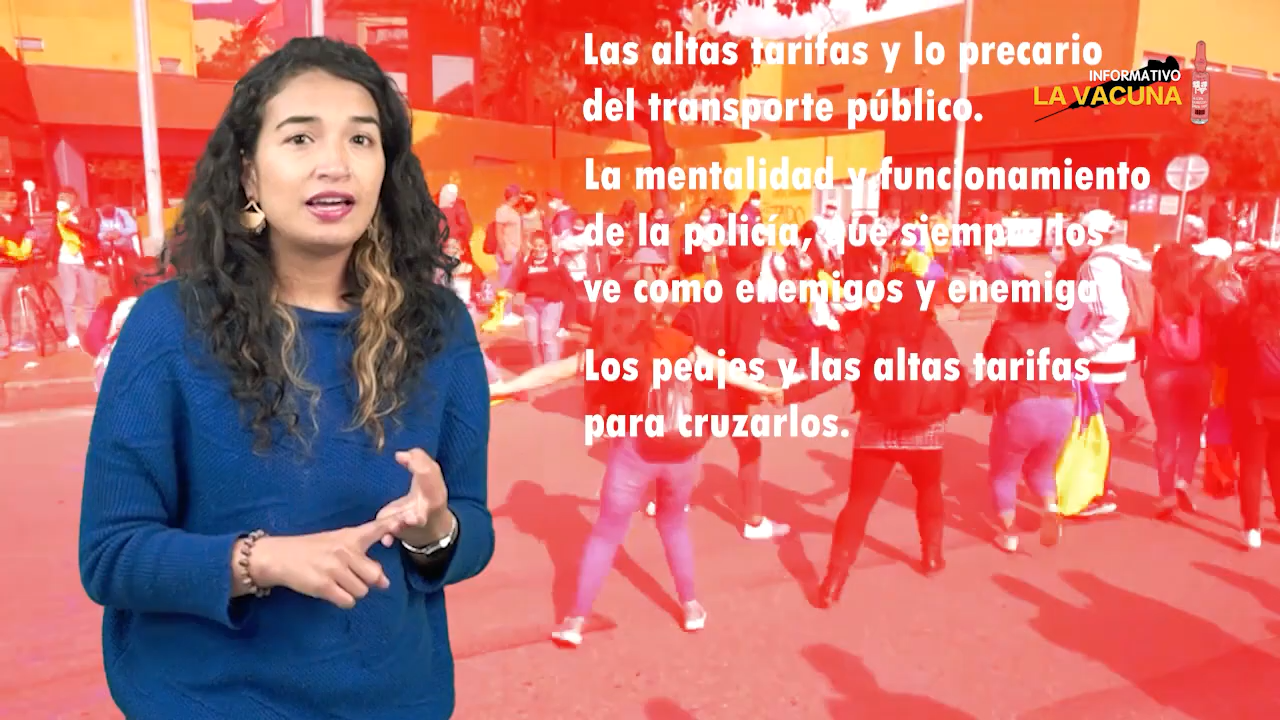 Las altas tarifas y lo precario
del transporte público.
La mentalidad y funcionamiento
de la policía, que siempre los
ve como enemigos y enemigas
Los peajes y las altas tarifas
para cruzarlos.
INFORMATIVO
LA VACUNA